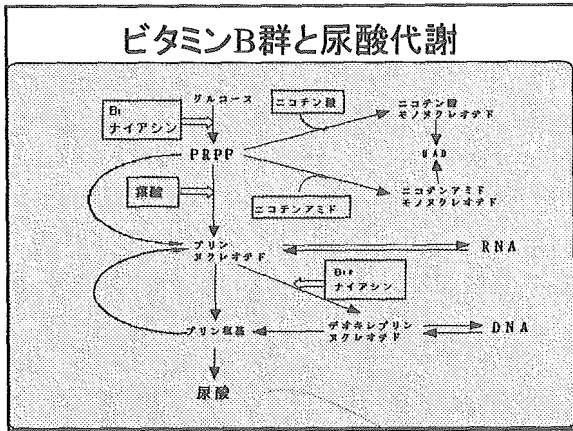 ビタミンB群と尿酸代謝
グルコース
B1
ナイアシン
ニコチン酸
ニコチン酸
モノヌクレオチド
PRPP
NAD
葉酸
ニコチンアミド
ニコチンアミド
モノヌクレオチド
プリン
ヌクレオチド
RNA
ナイアシン
プリン塩基
デオキシプリン
ヌクレオチド
DNA
尿酸